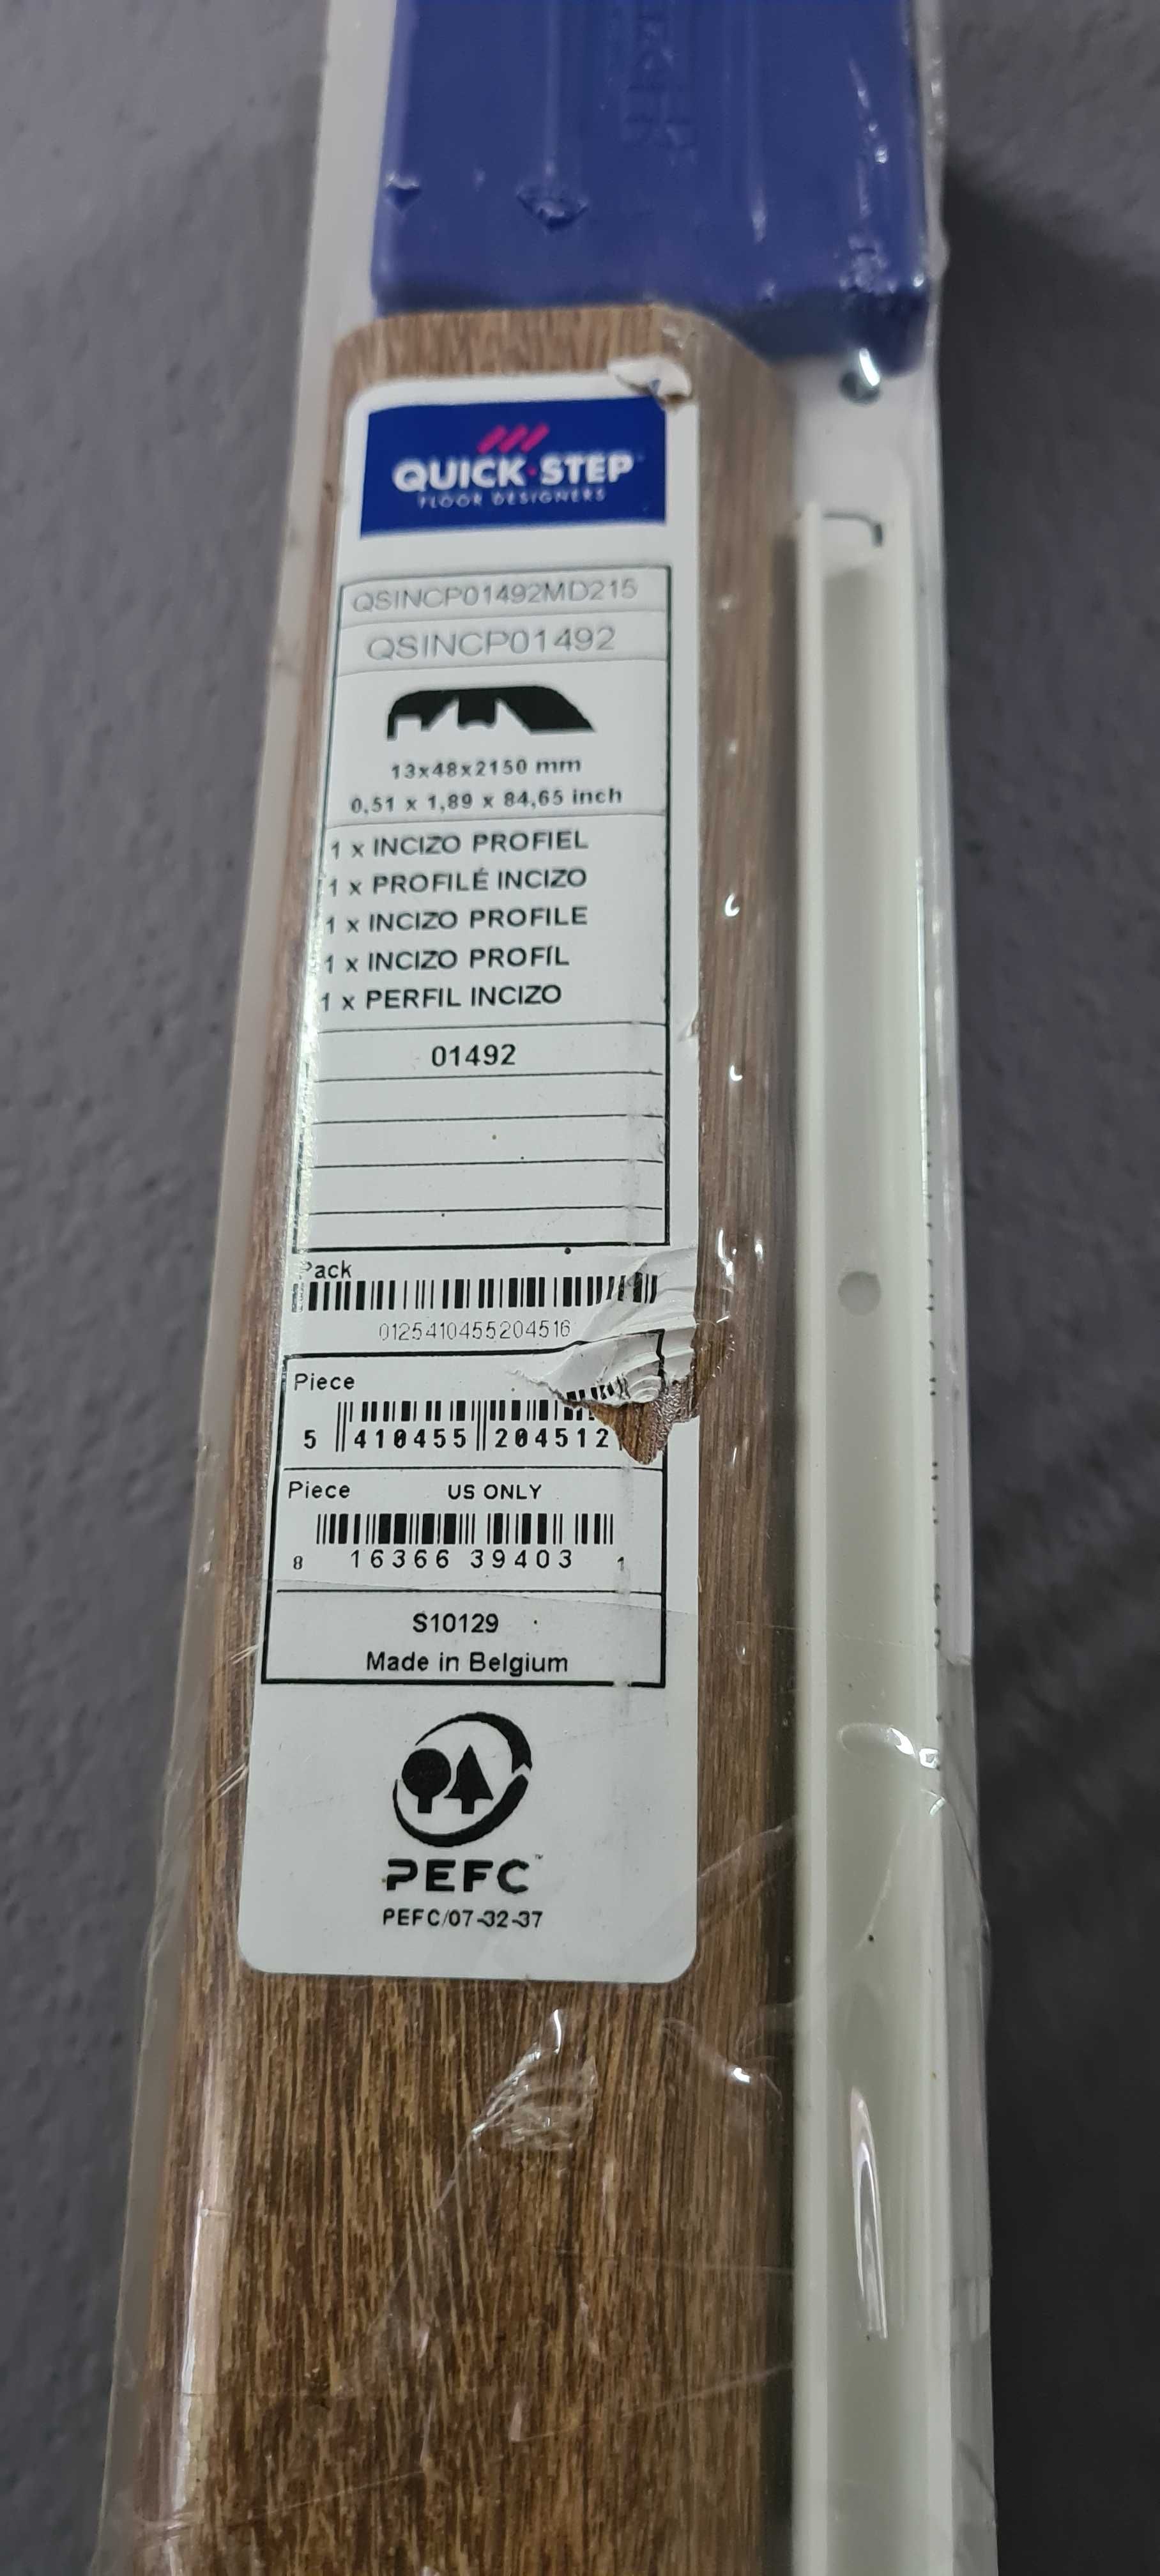 QUICK·STEP
FLOOR DESIGNERS
QSINCP01492MD215
QSINCP01492
13x48x2150 mm
0,51 x 1,89 x 84,65 inch
1 x INCIZO PROFIEL
1 x PROFILÉ INCIZO
1 x INCIZO PROFILE
1 x INCIZO PROFÍL
1 x PERFIL INCIZO
01492
Pack
0125410455204516
Piece
5 410455 204512
Piece US ONLY
8 16366 39403 1
S10129
Made in Belgium
PEFC™
PEFC/07-32-37